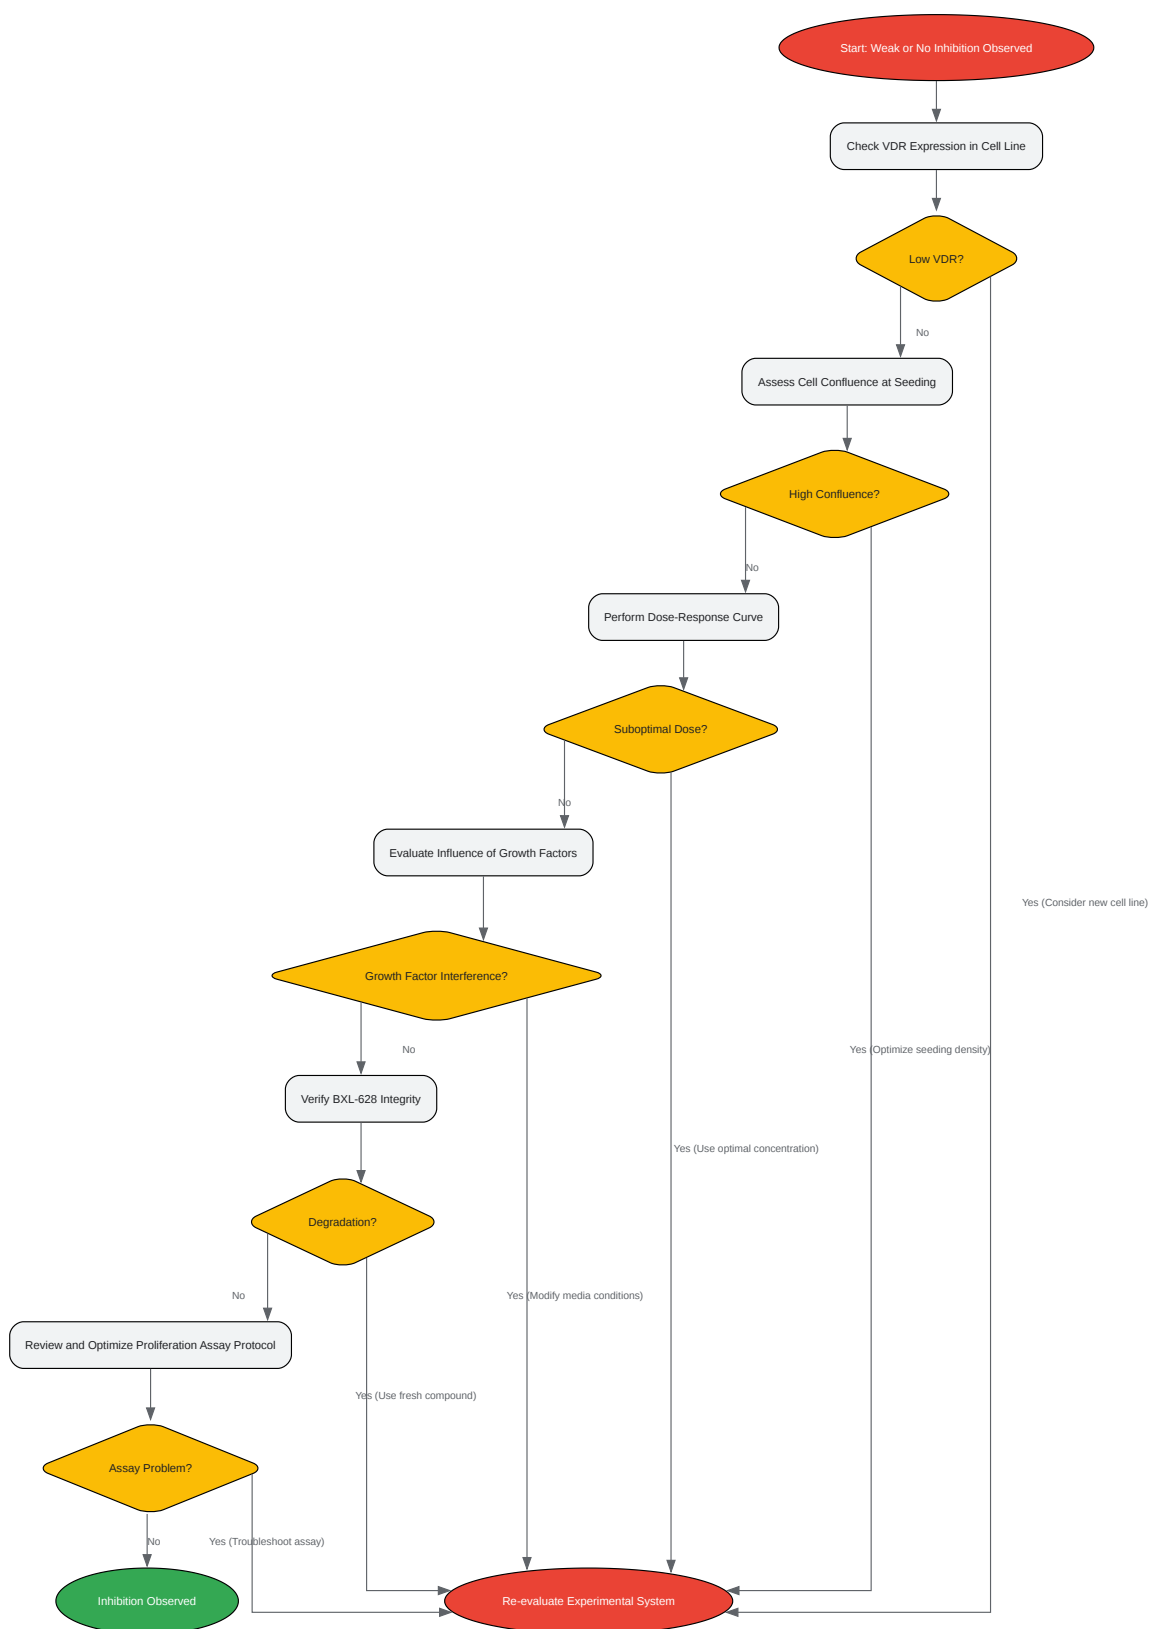 Start: Weak or No Inhibition Observed
Check VDR Expression in Cell Line
Low VDR?
No
Assess Cell Confluence at Seeding
High Confluence?
No
Perform Dose-Response Curve
Suboptimal Dose?
No
Evaluate Influence of Growth Factors
Yes (Consider new cell line)
Growth Factor Interference?
No
Yes (Optimize seeding density)
Verify BXL-628 Integrity
Yes (Use optimal concentration)
Degradation?
No
Yes (Modify media conditions)
Review and Optimize Proliferation Assay Protocol
Yes (Use fresh compound)
Assay Problem?
No
Yes (Troubleshoot assay)
Inhibition Observed
Re-evaluate Experimental System